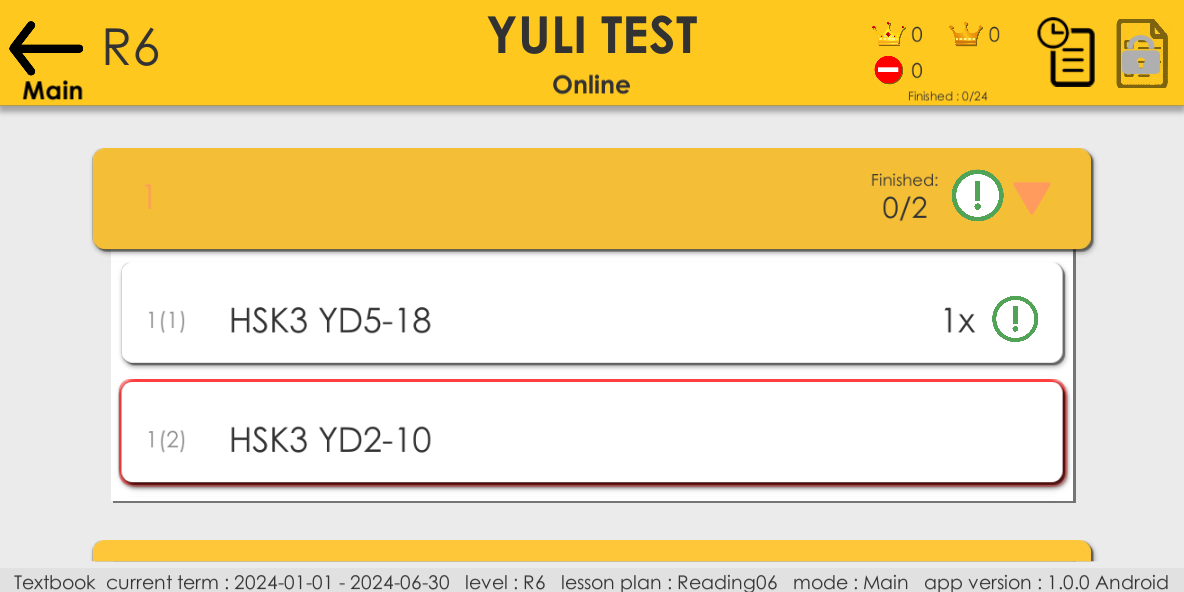 R6
Main
YULI TEST
Online
0
0
0
Finished : 0/24
1
Finished:
0/2
1(1) HSK3 YD5-18 1x
1(2) HSK3 YD2-10
Textbook current term : 2024-01-01 - 2024-06-30 level : R6 lesson plan : Reading06 mode : Main app version : 1.0.0 Android